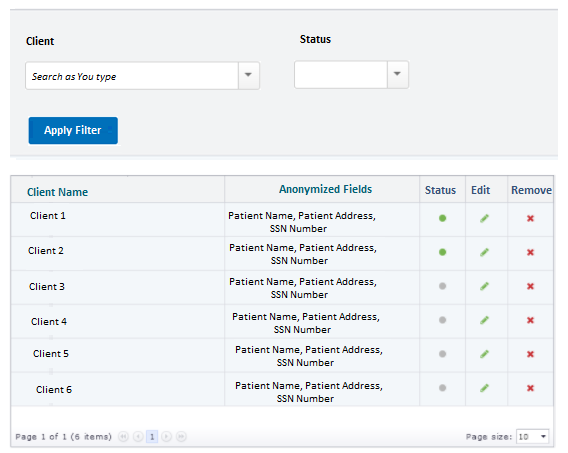 Client
Status
Search as You type
Apply Filter
Client Name Anonymized Fields Status Edit Remove
Client 1 Patient Name, Patient Address,
SSN Number
Client 2 Patient Name, Patient Address,
SSN Number
Client 3 Patient Name, Patient Address,
SSN Number
Client 4 Patient Name, Patient Address,
SSN Number
Client 5 Patient Name, Patient Address,
SSN Number
Client 6 Patient Name, Patient Address,
SSN Number
Page 1 of 1 (6 items) 1 Page size: 10